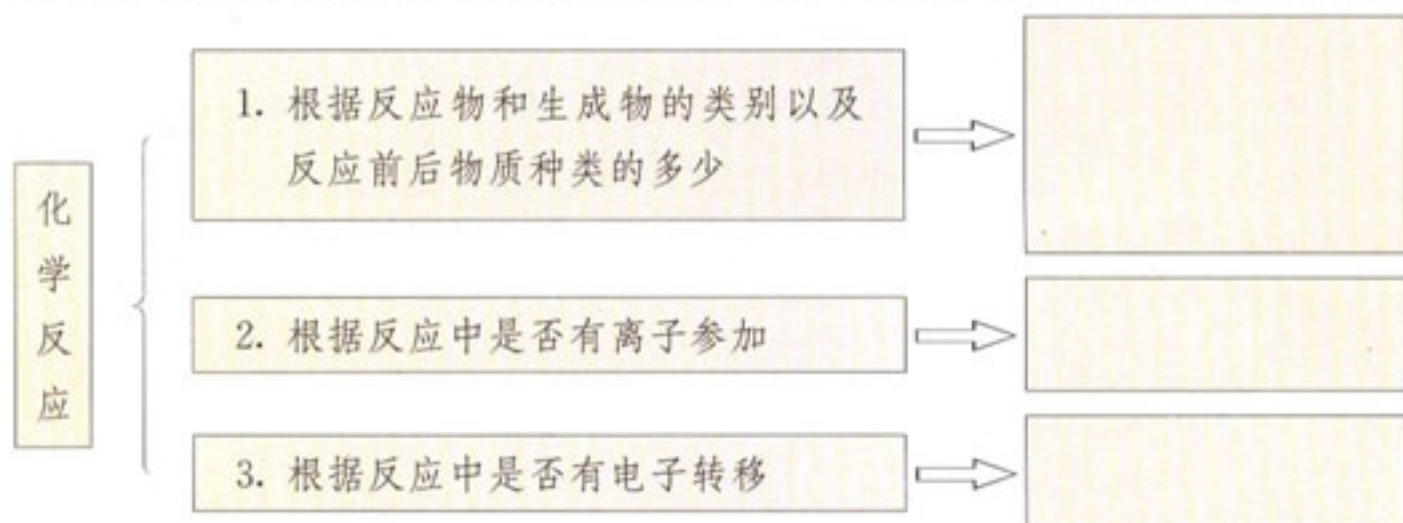 化学反应
1. 根据反应物和生成物的类别以及
反应前后物质种类的多少
2. 根据反应中是否有离子参加
3. 根据反应中是否有电子转移